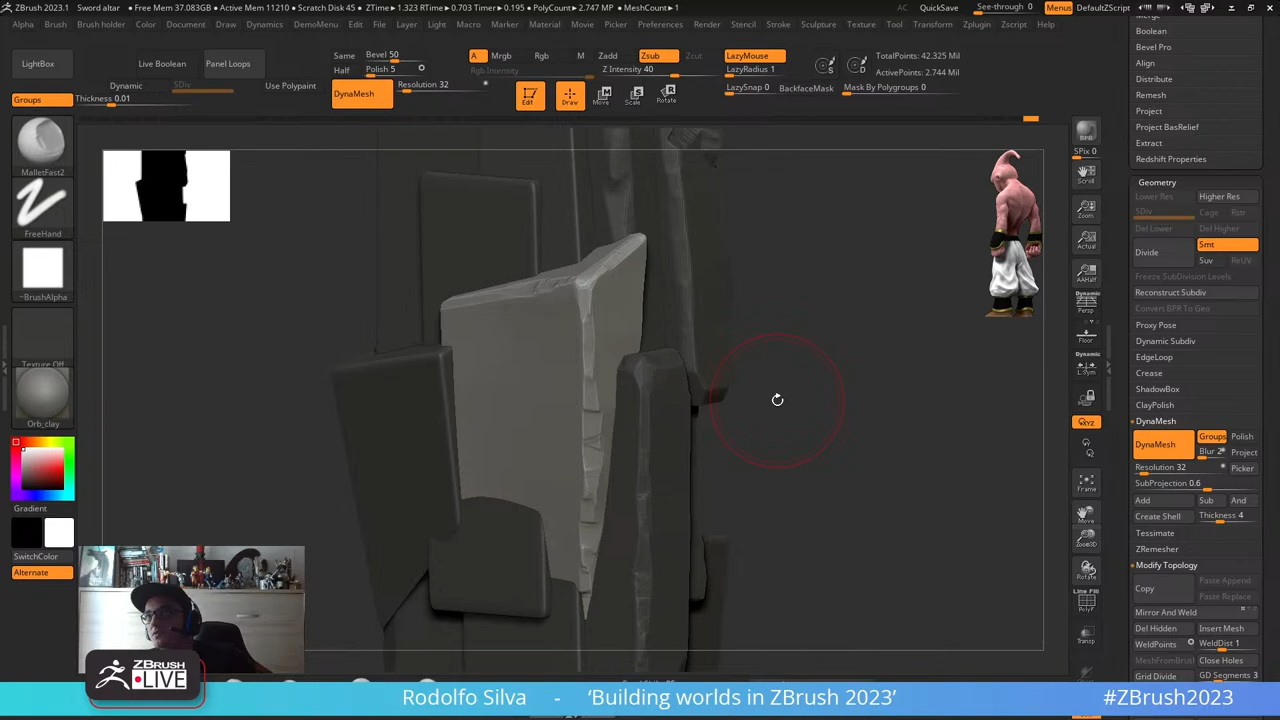 ZBrush 2023.1 Sword altar • Free Mem 37.083GB • Active Mem 11210 • Scratch Disk 45 • ZTime ► 1.323 RTime ► 0.703 Timer ► 0.195 • PolyCount ► 2.747 MP • MeshCount ► 1 AC QuickSave See-through 0 Menus DefaultZScript
Alpha Brush Brush holder Color Document Draw Dynamics DemoMenu Edit File Layer Light Macro Marker Material Movie Picker Preferences Render Stencil Stroke Sculpture Texture Tool Transform Zplugin Zscript Help
LightBox Live Boolean Panel Loops Same Bevel 50 A Mrgb Rgb M Zadd Zsub Zcut LazyMouse TotalPoints: 42.325 Mil
Half Polish 5 Rgb Intensity Z Intensity 40 LazyRadius 1 ActivePoints: 2.744 Mil
Dynamic SDiv Use Polypaint DynaMesh Resolution 32 Edit Draw Move Scale Rotate LazySnap 0 BackfaceMask Mask By Polygroups 0
Groups Thickness 0.01
MalletFast2
FreeHand
~BrushAlpha
Texture Off
Orb_clay
Gradient
SwitchColor
Alternate
BPR
SPix 0
Scroll
Zoom
Actual
AAHalf
Dynamic
Persp
Floor
Dynamic
L.Sym
XYZ
Frame
Move
Zoom3D
Rotate
Line Fill
PolyF
Transp
Merge
Boolean
Bevel Pro
Align
Distribute
Remesh
Project
Project BasRelief
Extract
Redshift Properties
Geometry
Lower Res Higher Res
SDiv Cage Rstr
Del Lower Del Higher
Divide Smt
Suv ReUV
Freeze SubDivision Levels
Reconstruct Subdiv
Convert BPR To Geo
Proxy Pose
Dynamic Subdiv
EdgeLoop
Crease
ShadowBox
ClayPolish
DynaMesh
DynaMesh Groups Polish
Blur 2 Project
Resolution 32 Picker
SubProjection 0.6
Add Sub And
Create Shell Thickness 4
Tessimate
ZRemesher
Modify Topology
Copy Paste Append
Paste Replace
Mirror And Weld
Del Hidden Insert Mesh
WeldPoints WeldDist 1
MeshFromBrush Close Holes
Grid Divide GD Segments 3
ZBRUSH
LIVE
Rodolfo Silva - ‘Building worlds in ZBrush 2023’ #ZBrush2023